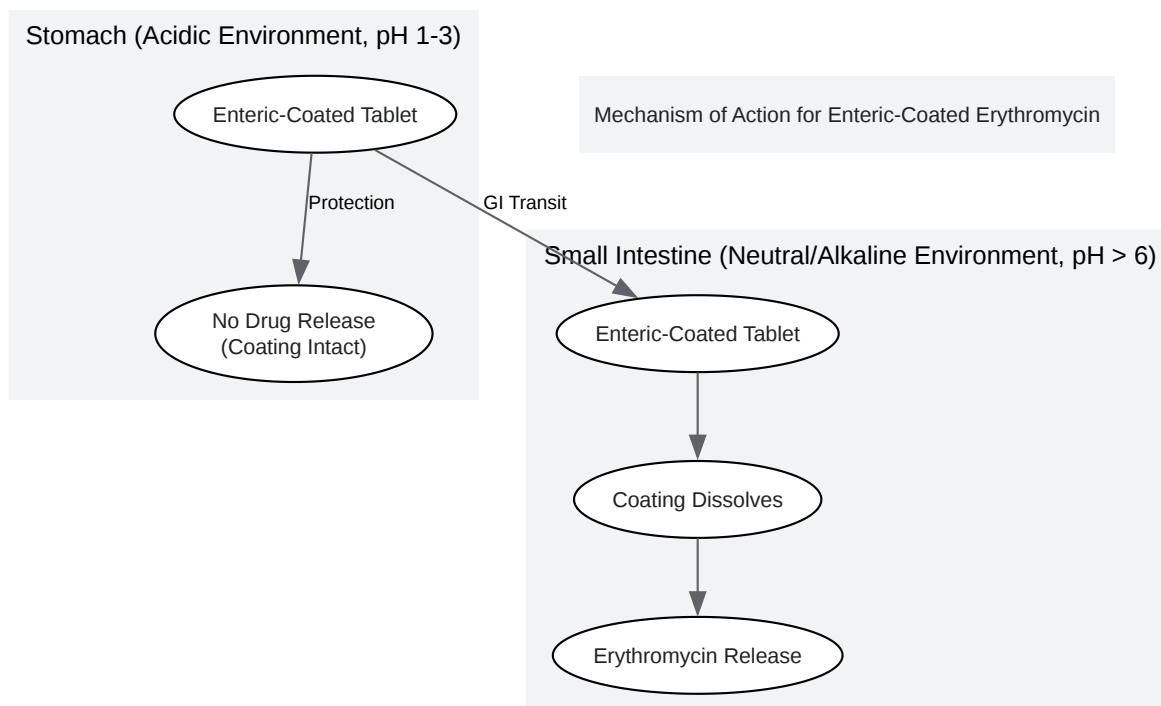 Stomach (Acidic Environment, pH 1-3)
Enteric-Coated Tablet
Mechanism of Action for Enteric-Coated Erythromycin
Protection
GI Transit
Small Intestine (Neutral/Alkaline Environment, pH > 6)
No Drug Release
(Coating Intact)
Enteric-Coated Tablet
Coating Dissolves
Erythromycin Release